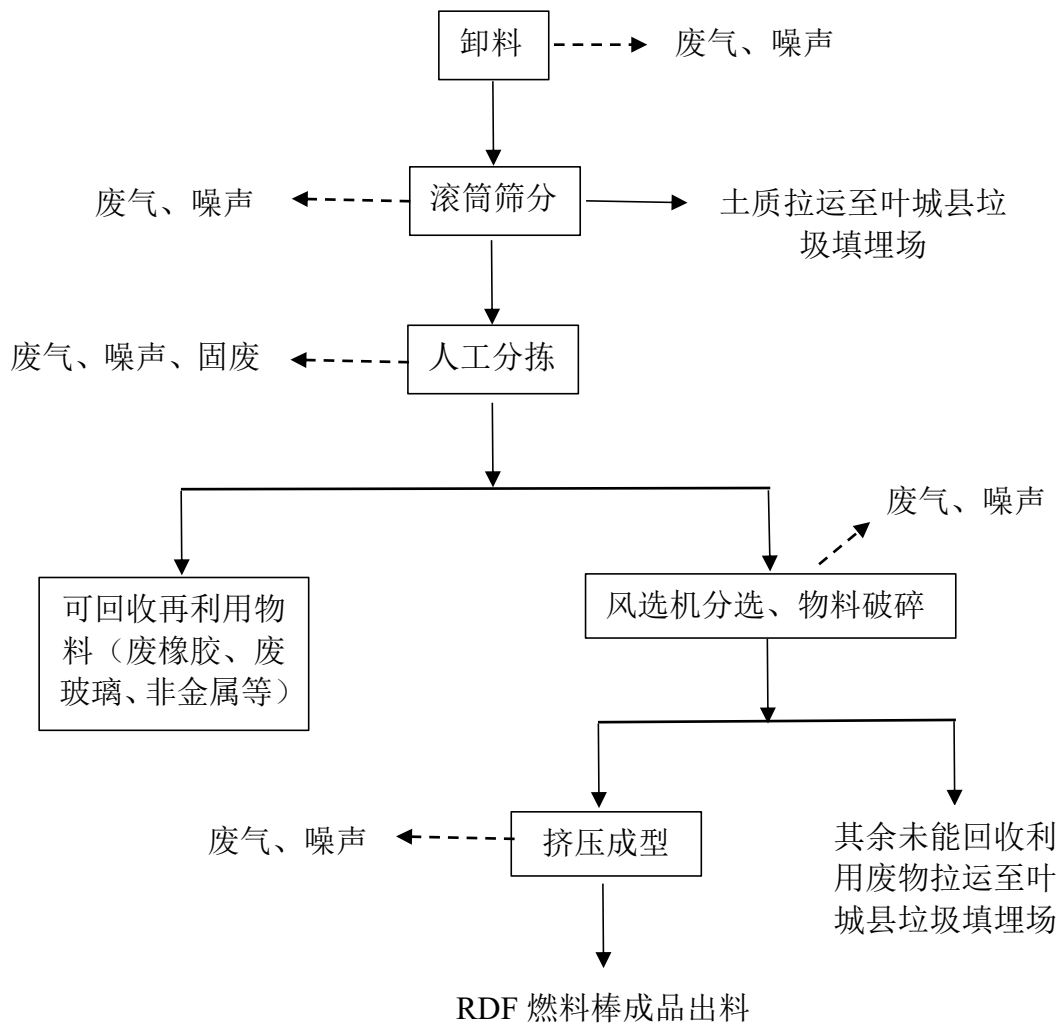 卸料
废气、噪声
废气、噪声
滚筒筛分
土质拉运至叶城县垃
圾填埋场
废气、噪声、固废
人工分拣
废气、噪声
可回收再利用物
料（废橡胶、废
玻璃、非金属等）
风选机分选、物料破碎
废气、噪声
挤压成型
其余未能回收利
用废物拉运至叶
城县垃圾填埋场
RDF 燃料棒成品出料